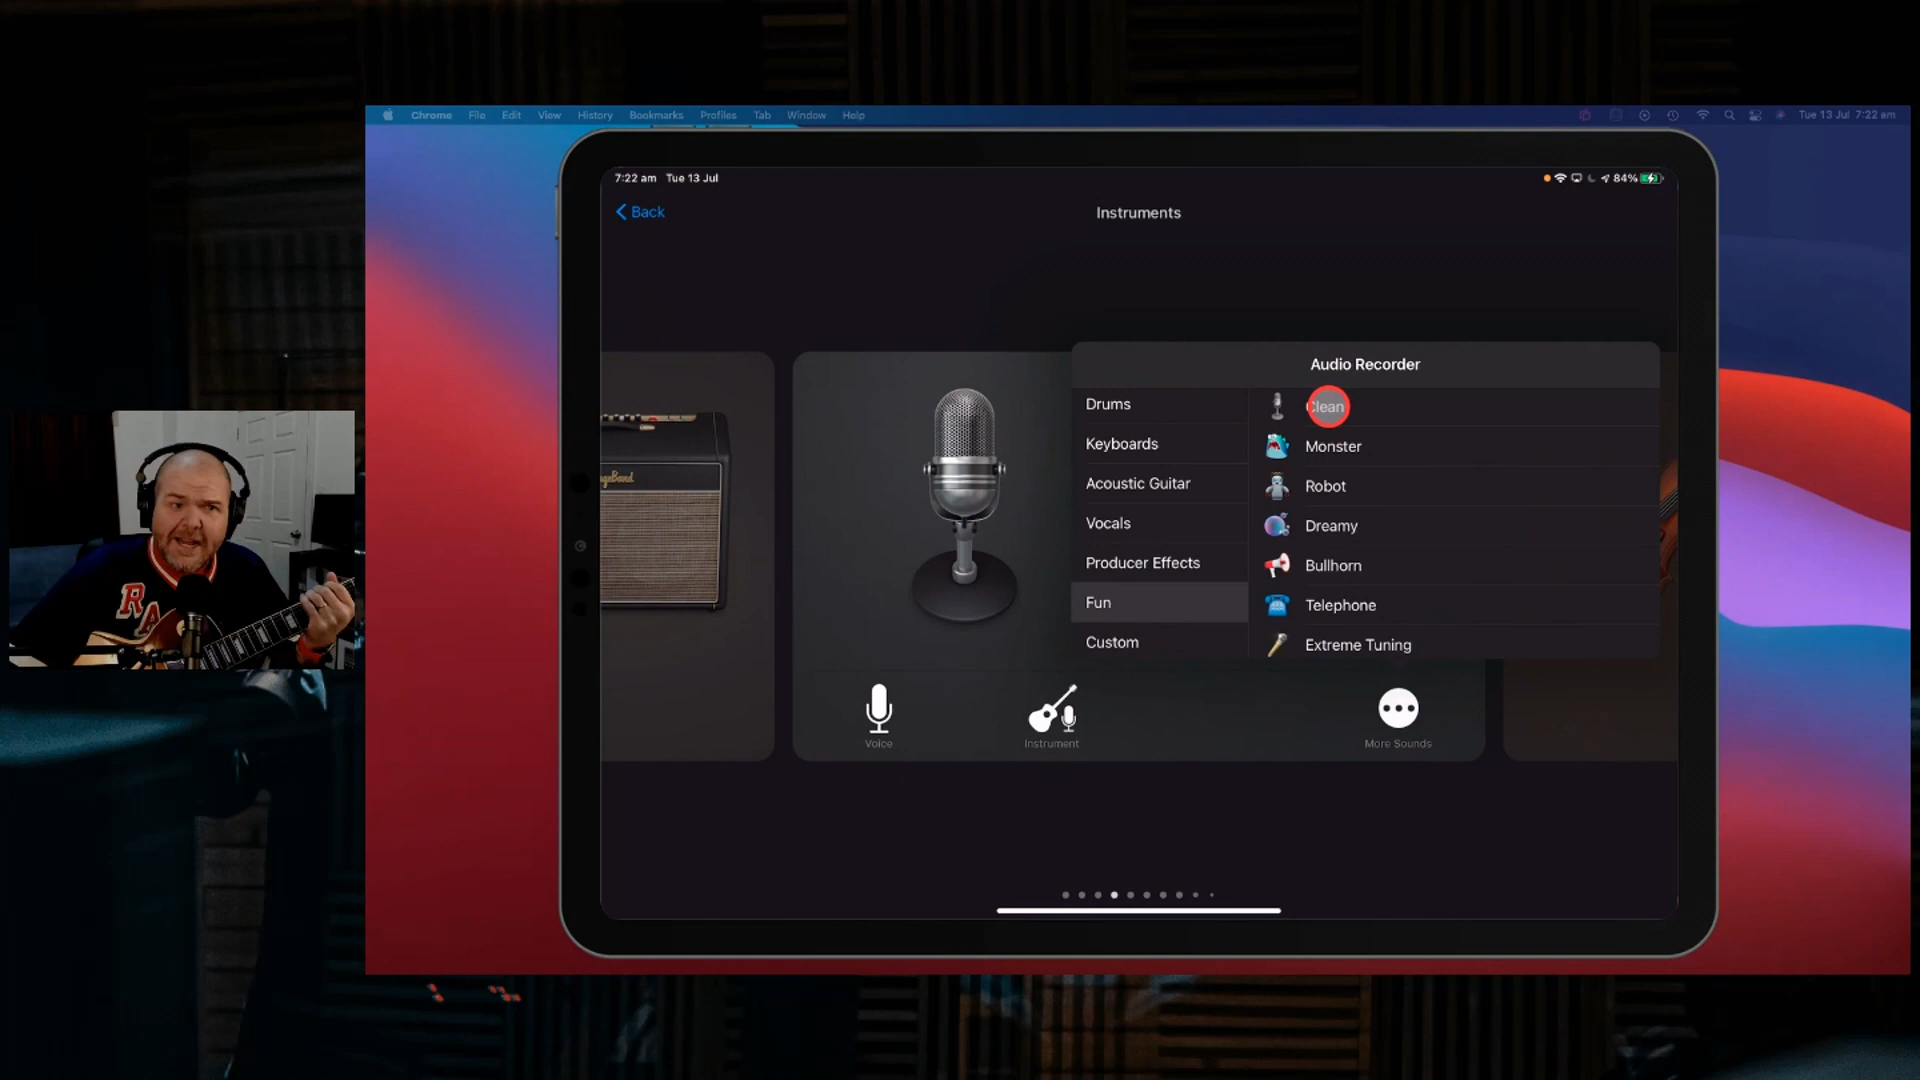 Chrome File Edit View History Bookmarks Profiles Tab Window Help
Tue 13 Jul 7:22 am
7:22 am Tue 13 Jul
84%
Back
Instruments
Audio Recorder
Drums
Keyboards
Acoustic Guitar
Vocals
Producer Effects
Fun
Custom
Clean
Monster
Robot
Dreamy
Bullhorn
Telephone
Extreme Tuning
Voice
Instrument
More Sounds
RA